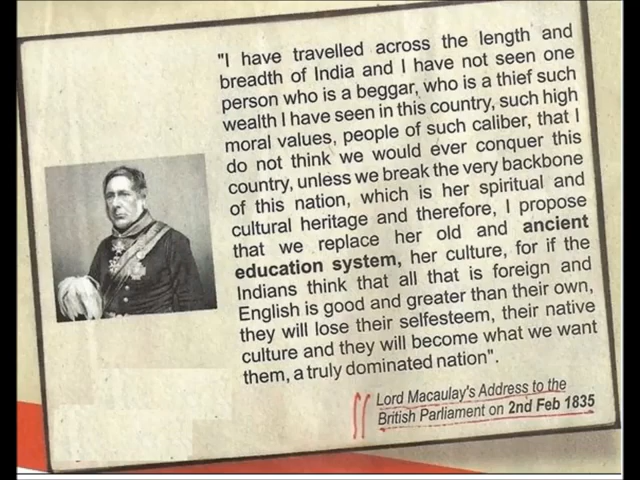 "I have travelled across the length and
breadth of India and I have not seen one
person who is a beggar, who is a thief such
wealth I have seen in this country, such high
moral values, people of such caliber, that I
do not think we would ever conquer this
country, unless we break the very backbone
of this nation, which is her spiritual and
cultural heritage and therefore, I propose
that we replace her old and ancient
education system, her culture, for if the
Indians think that all that is foreign and
English is good and greater than their own,
they will lose their selfesteem, their native
culture and they will become what we want
them, a truly dominated nation".
Lord Macaulay's Address to the
British Parliament on 2nd Feb 1835